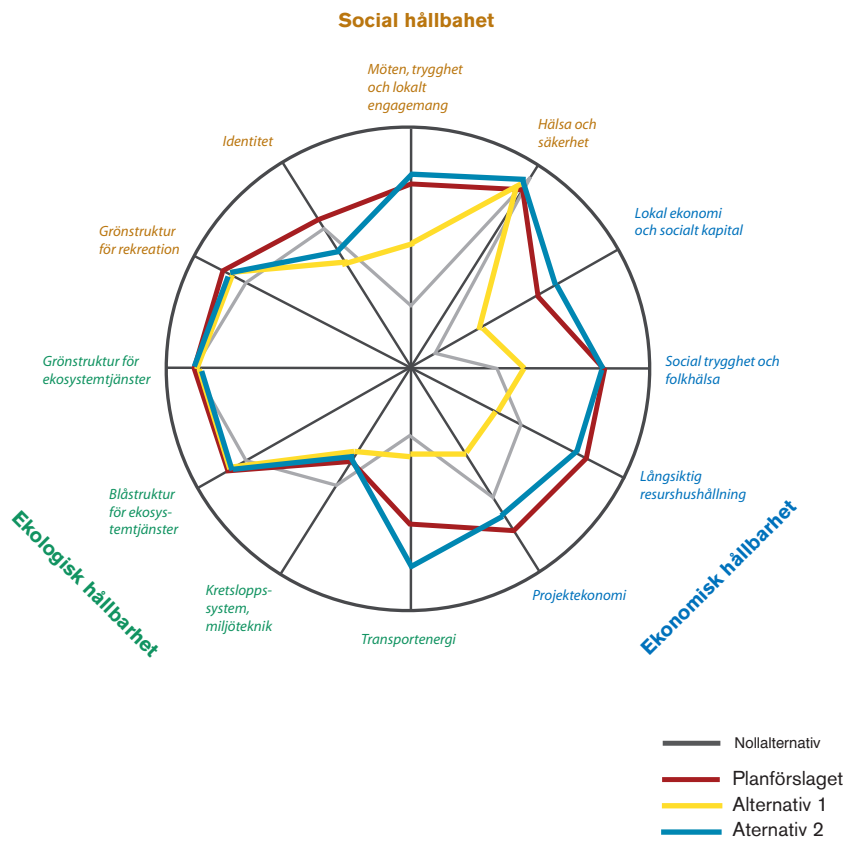 Social hållbahet
Möten, trygghet
och lokalt
engagemang
Hälsa och
säkerhet
Identitet
Lokal ekonomi
och socialt kapital
Grönstruktur
för rekreation
Grönstruktur för
ekosystemtjänster
Social trygghet och
folkhälsa
Långsiktig
resurshushållning
Blåstruktur
för ekosys-
temtjänster
Ekologisk hållbarhet
Ekonomisk hållbarhet
Kretslopps-
system,
miljöteknik
Projektekonomi
Transportenergi
Nollalternativ
Planförslaget
Alternativ 1
Aternativ 2